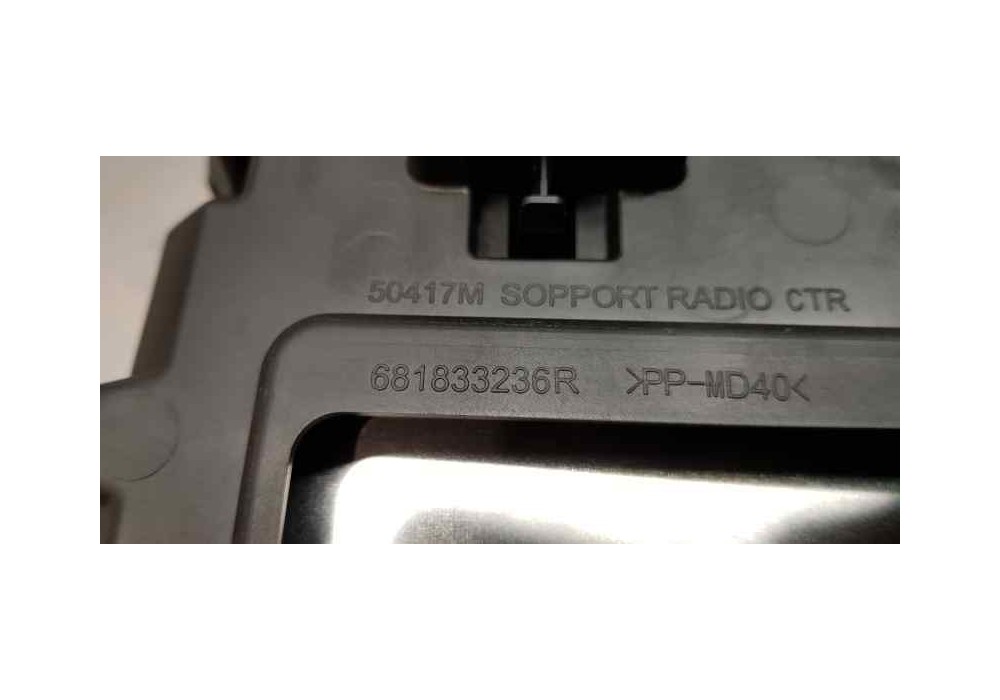 50417M SOPPORT RADIO CTR
681833236R >PP-MD40<